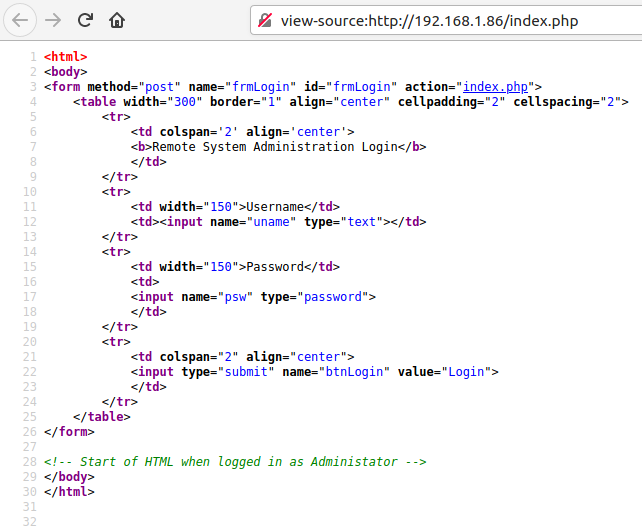 view-source:http://192.168.1.86/index.php
1 <html>
2 <body>
3 <form method="post" name="frmLogin" id="frmLogin" action="index.php">
4 <table width="300" border="1" align="center" cellpadding="2" cellspacing="2">
5 <tr>
6 <td colspan='2' align='center'>
7 <b>Remote System Administration Login</b>
8 </td>
9 </tr>
10 <tr>
11 <td width="150">Username</td>
12 <td><input name="uname" type="text"></td>
13 </tr>
14 <tr>
15 <td width="150">Password</td>
16 <td>
17 <input name="psw" type="password">
18 </td>
19 </tr>
20 <tr>
21 <td colspan="2" align="center">
22 <input type="submit" name="btnLogin" value="Login">
23 </td>
24 </tr>
25 </table>
26 </form>
27
28 <!-- Start of HTML when logged in as Administator -->
29 </body>
30 </html>
31
32